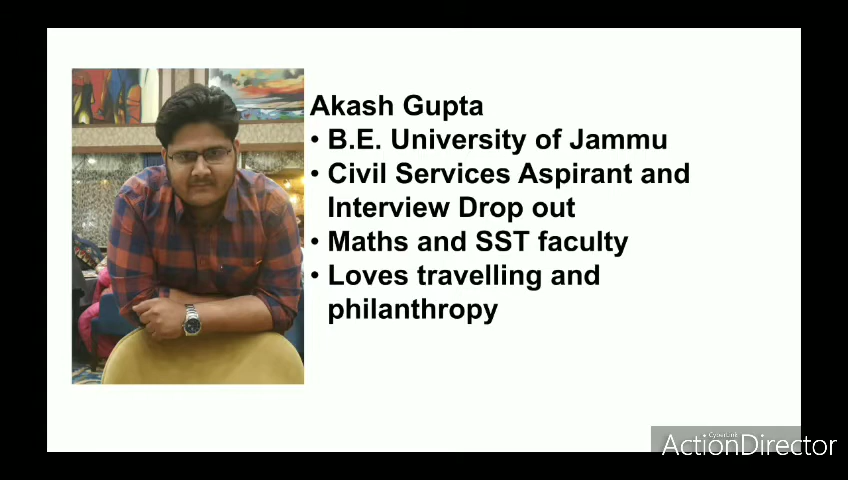 Akash Gupta
• B.E. University of Jammu
• Civil Services Aspirant and
Interview Drop out
• Maths and SST faculty
• Loves travelling and
philanthropy
CyberLink
ActionDirector